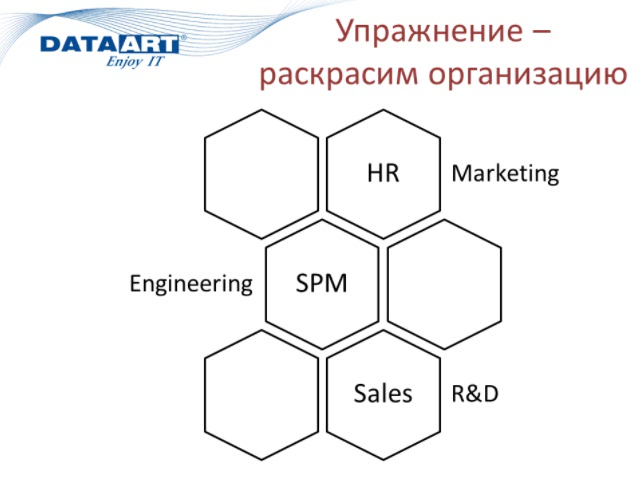 DATAART®
Enjoy IT
Упражнение –
раскрасим организацию
HR
Marketing
Engineering
SPM
Sales
R&D